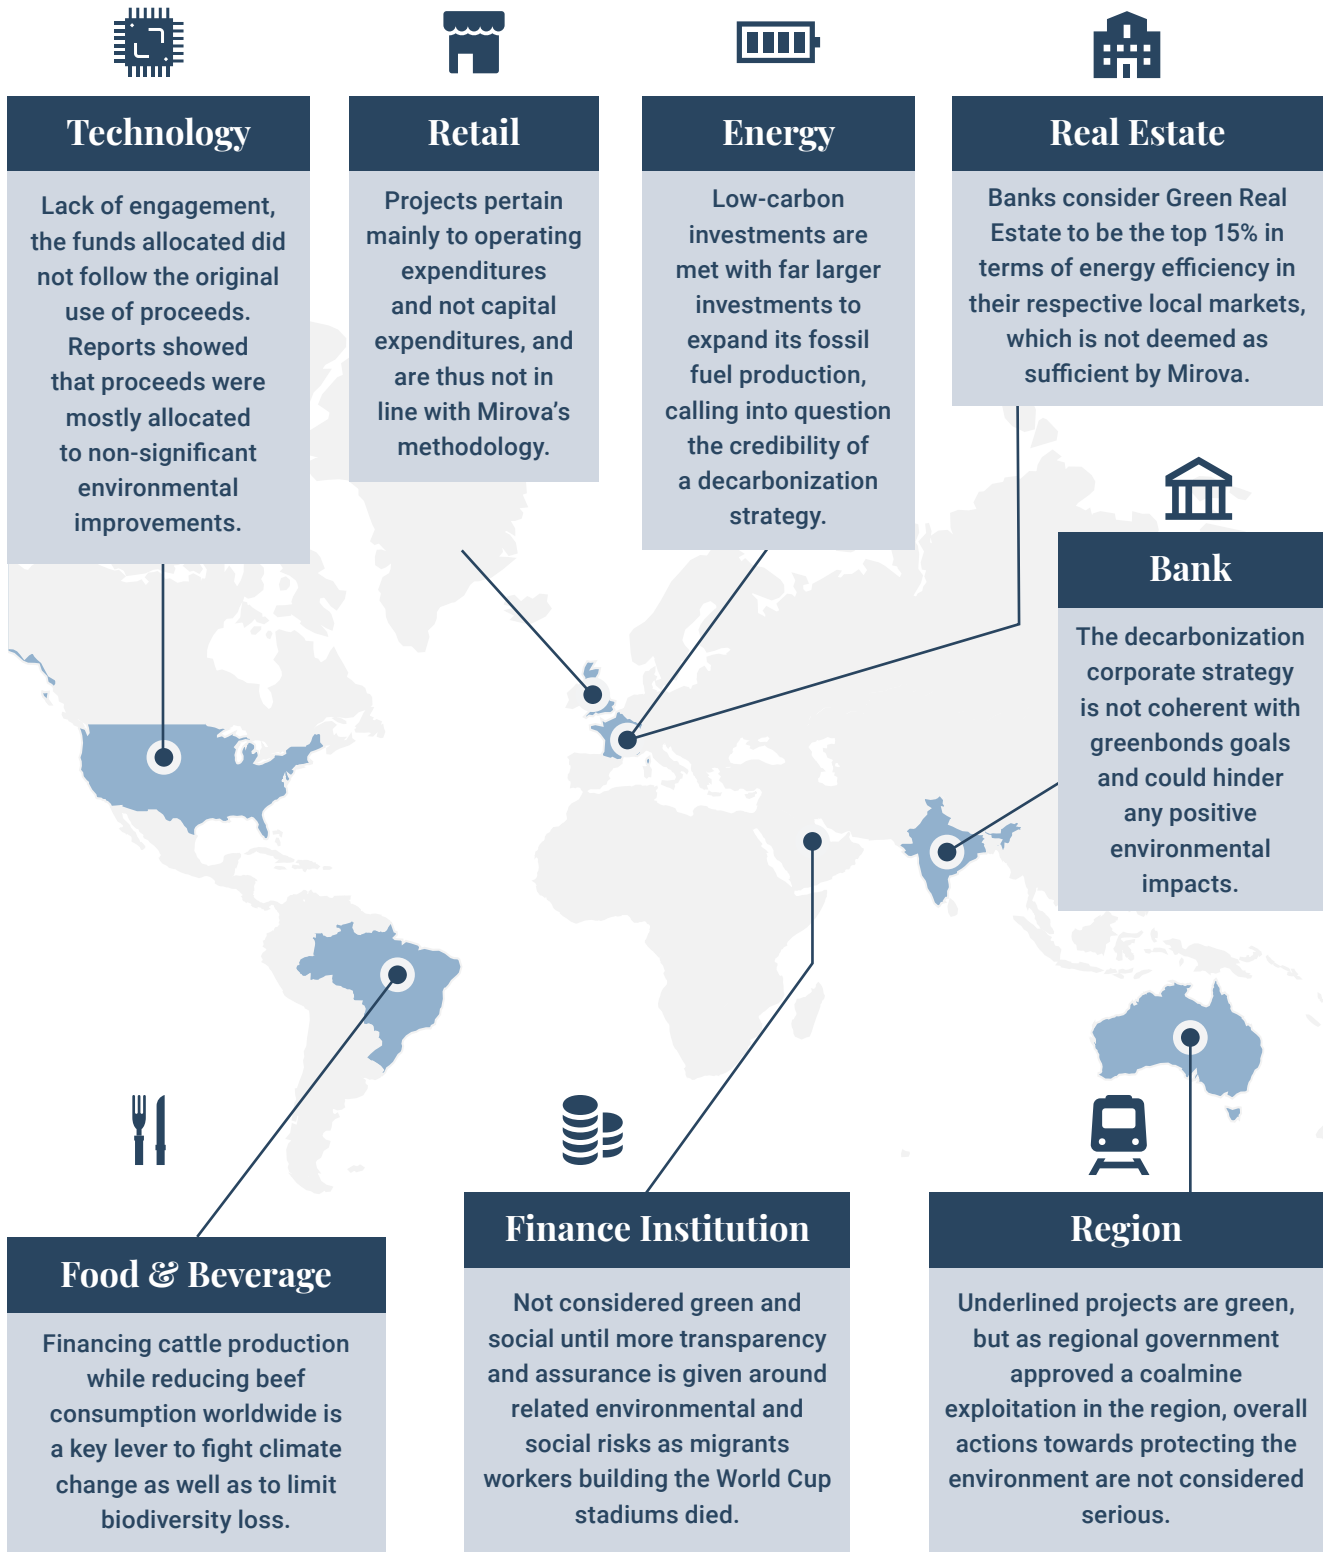 Technology
Lack of engagement,
the funds allocated did
not follow the original
use of proceeds.
Reports showed
that proceeds were
mostly allocated
to non-significant
environmental
improvements.
Retail
Projects pertain
mainly to operating
expenditures
and not capital
expenditures, and
are thus not in
line with Mirova’s
methodology.
Energy
Low-carbon
investments are
met with far larger
investments to
expand its fossil
fuel production,
calling into question
the credibility of
a decarbonization
strategy.
Real Estate
Banks consider Green Real
Estate to be the top 15% in
terms of energy efficiency in
their respective local markets,
which is not deemed as
sufficient by Mirova.
Bank
The decarbonization
corporate strategy
is not coherent with
greenbonds goals
and could hinder
any positive
environmental
impacts.
Food & Beverage
Financing cattle production
while reducing beef
consumption worldwide is
a key lever to fight climate
change as well as to limit
biodiversity loss.
Finance Institution
Not considered green and
social until more transparency
and assurance is given around
related environmental and
social risks as migrants
workers building the World Cup
stadiums died.
Region
Underlined projects are green,
but as regional government
approved a coalmine
exploitation in the region, overall
actions towards protecting the
environment are not considered
serious.